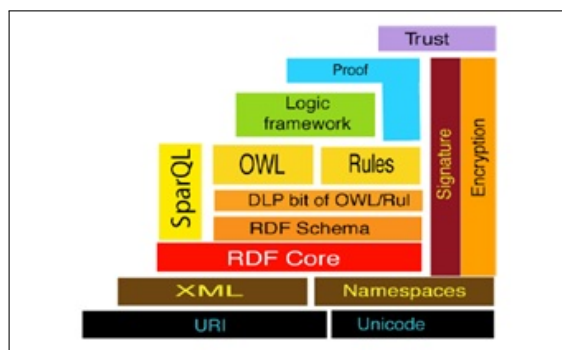 Trust
Proof
Logic
framework
SparQL
OWL
Rules
Signature
Encryption
DLP bit of OWL/Rul
RDF Schema
RDF Core
XML
Namespaces
URI
Unicode